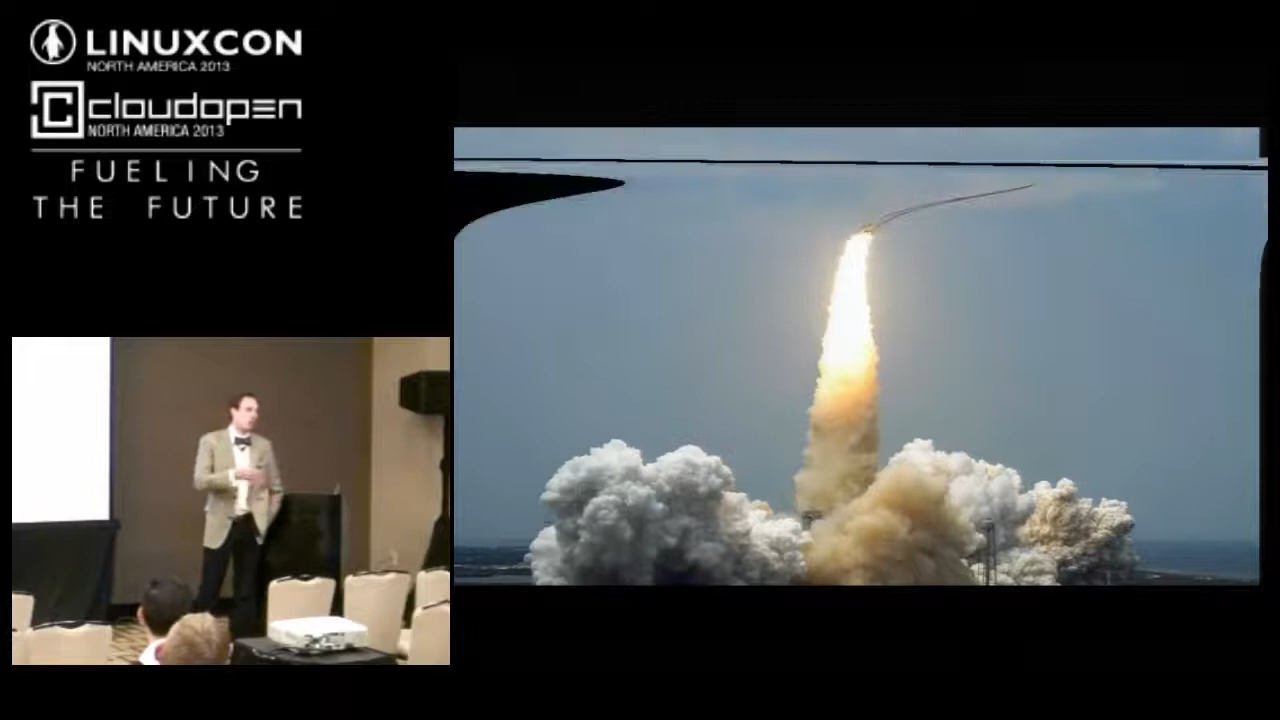 LINUXCON
NORTH AMERICA 2013
cloudopen
NORTH AMERICA 2013
FUELING
THE FUTURE